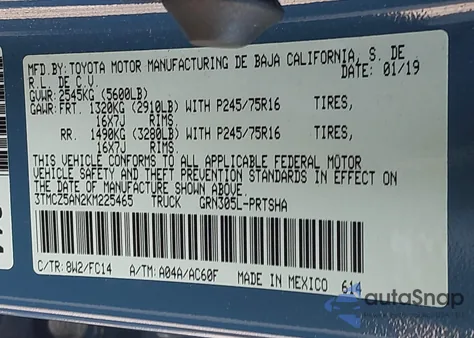 MFD.BY:TOYOTA MOTOR MANUFACTURING DE BAJA CALIFORNIA, S. DE
R.L. DE C.V. DATE: 01/19
GVWR: 2545KG (5600LB)
GAWR:FRT. 1320KG (2910LB) WITH P245/75R16 TIRES,
16X7J RIMS.
RR. 1490KG (3280LB) WITH P245/75R16 TIRES,
16X7J RIMS.
THIS VEHICLE CONFORMS TO ALL APPLICABLE FEDERAL MOTOR
VEHICLE SAFETY AND THEFT PREVENTION STANDARDS IN EFFECT ON
THE DATE OF MANUFACTURE SHOWN ABOVE.
3TMCZ5AN2KM225465 TRUCK GRN305L-PRTSHA
C/TR: 8W2/FC14 A/TM: A04A/AC60F MADE IN MEXICO 614
autoSnap